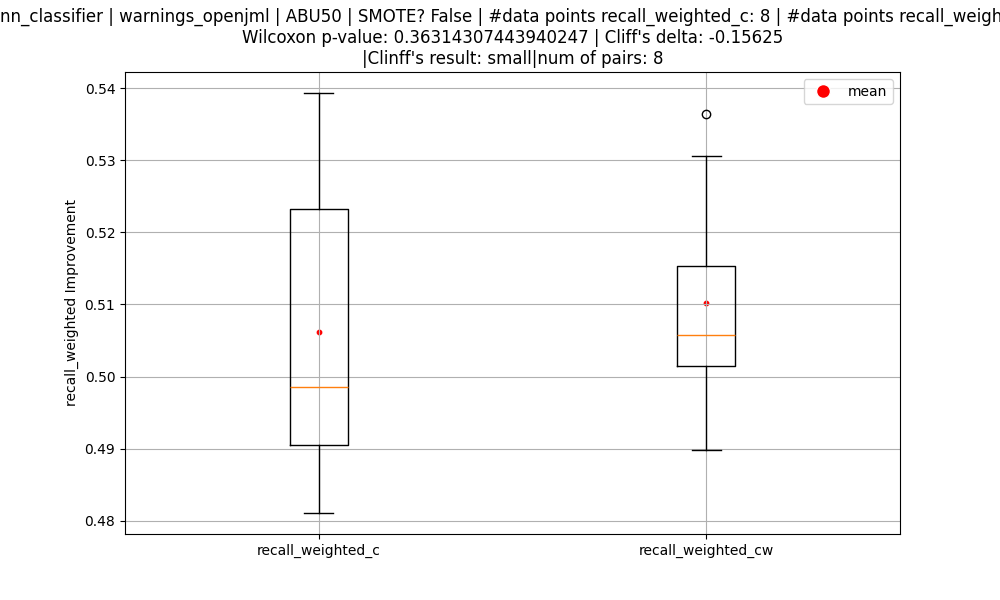 nn_classifier | warnings_openjml | ABU50 | SMOTE? False | #data points recall_weighted_c: 8 | #data points recall_weigh
Wilcoxon p-value: 0.36314307443940247 | Cliff's delta: -0.15625
|Clinff's result: small|num of pairs: 8
mean
0.54
0.53
0.52
0.51
0.50
0.49
0.48
recall_weighted Improvement
recall_weighted_c
recall_weighted_cw